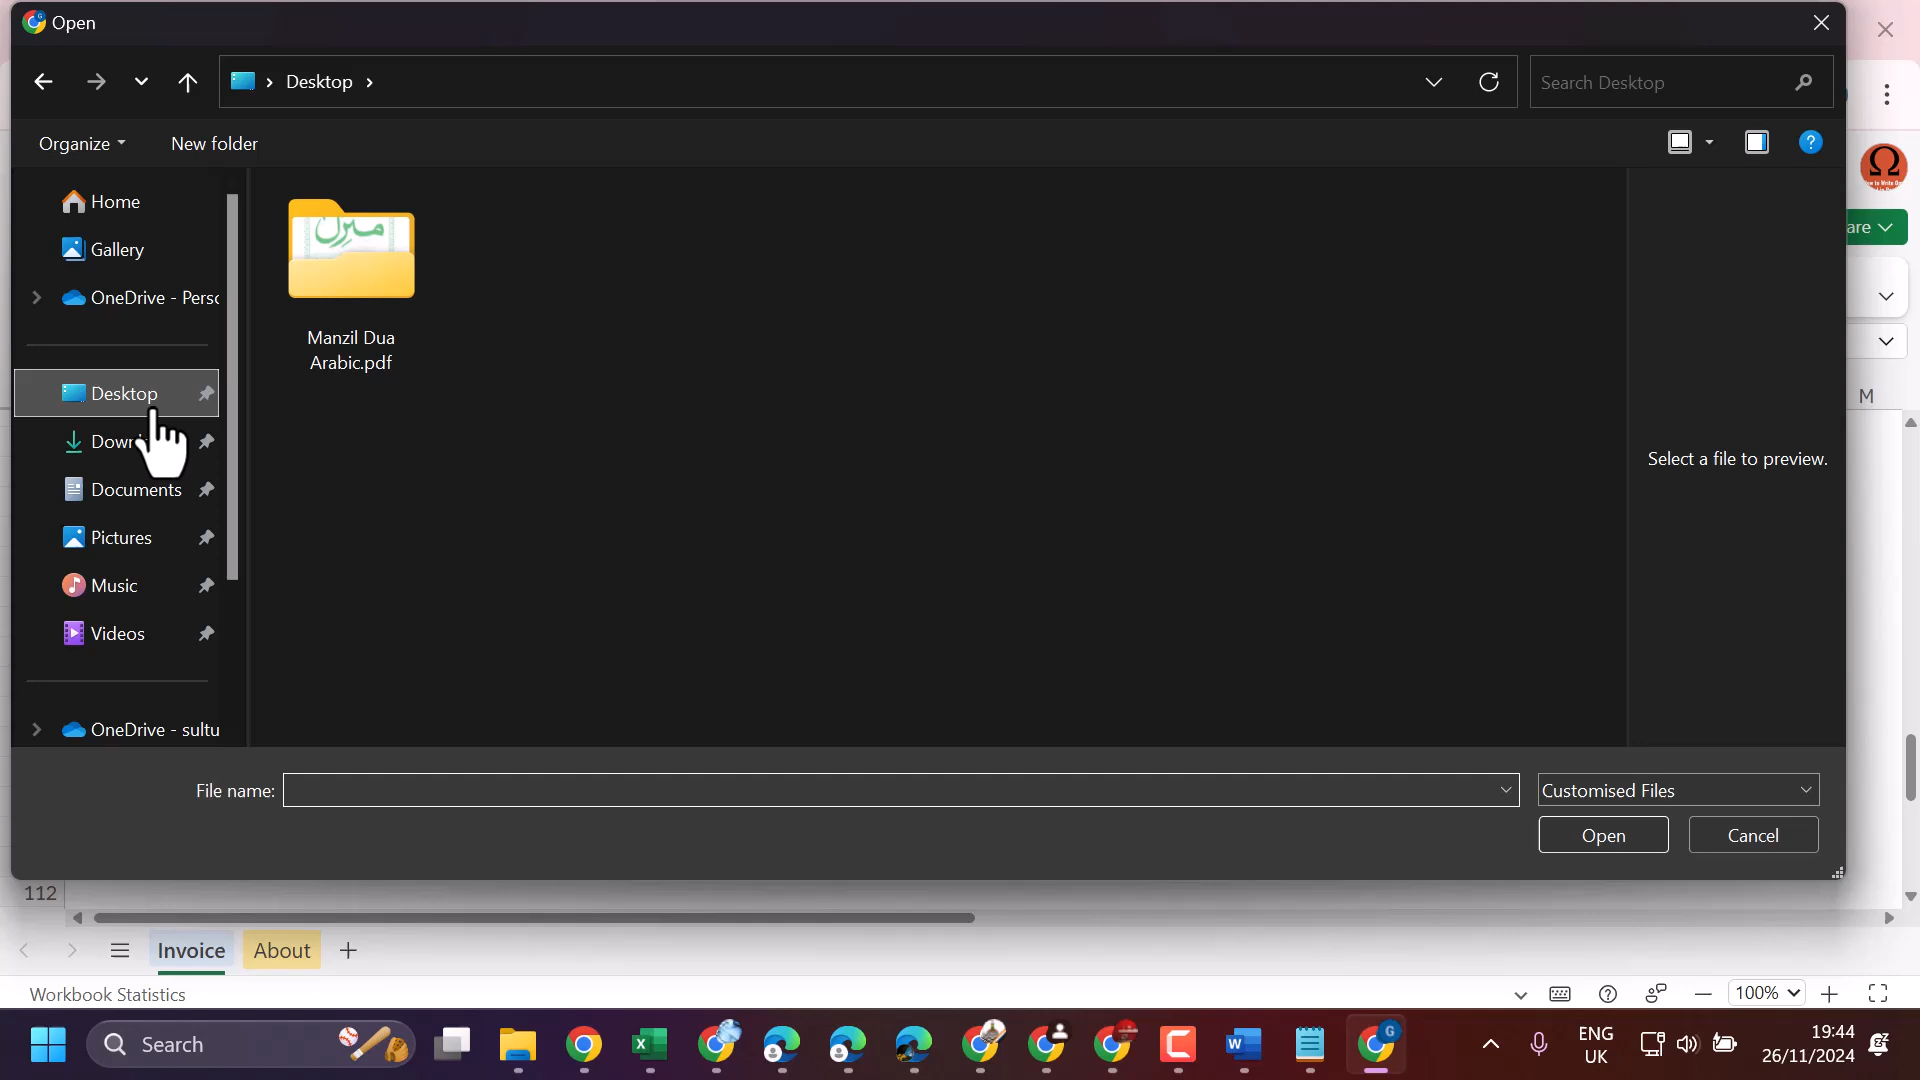 Open
Desktop
Search Desktop
Organize
New folder
Home
Gallery
OneDrive - Perso
Desktop
Documents
Pictures
Music
Videos
OneDrive - sultu
منزل
Manzil Dua
Arabic.pdf
Select a file to preview.
File name:
Customised Files
Open
Cancel
M
112
Invoice
About
Workbook Statistics
100%
Search
ENG
UK
19:44
26/11/2024